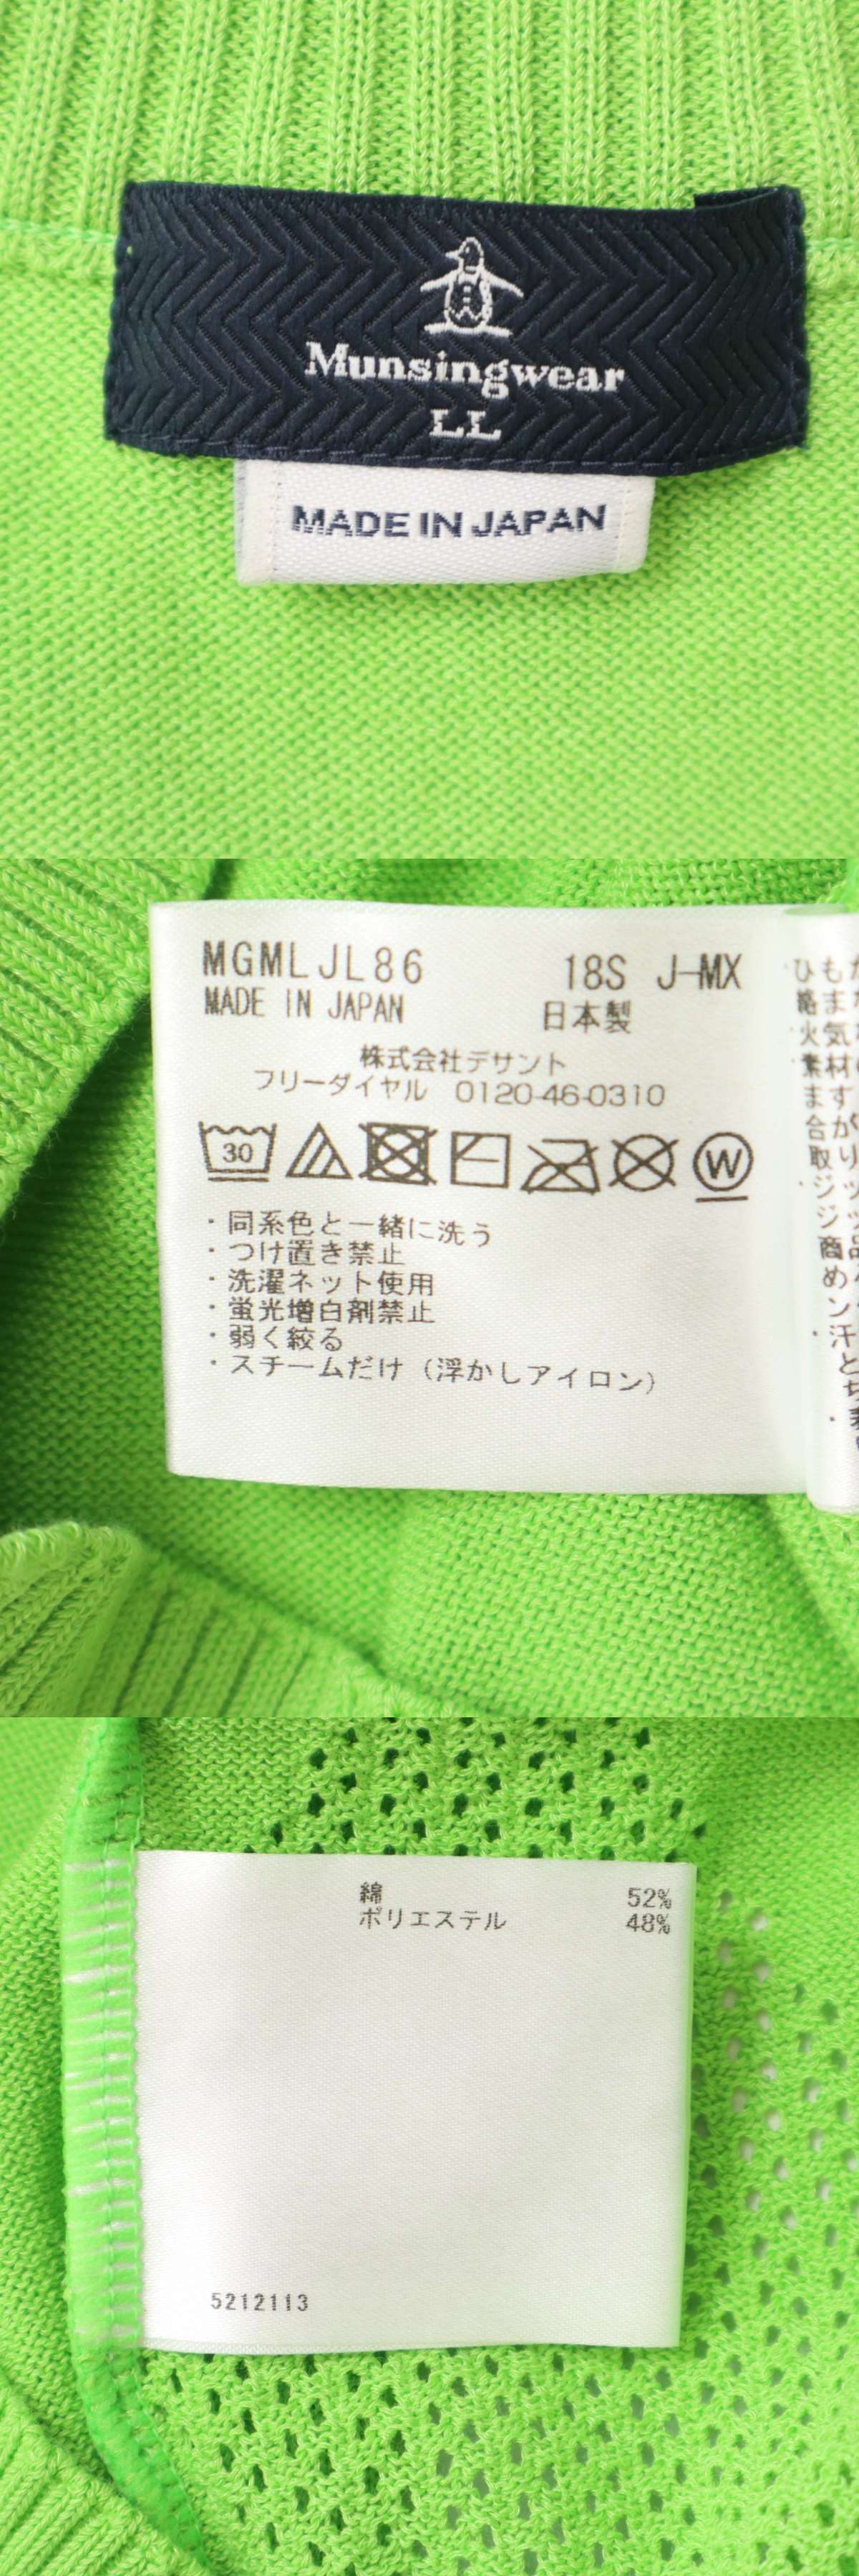 Munsingwear
LL
MADE IN JAPAN
MGMLJL86 18S J-MX
MADE IN JAPAN 日本製
株式会社デサント
フリーダイヤル 0120-46-0310
30
W
・同系色と一緒に洗う
・つけ置き禁止
・洗濯ネット使用
・蛍光増白剤禁止
・弱く絞る
・スチームだけ（浮かしアイロン）
綿 52%
ポリエステル 48%
5212113